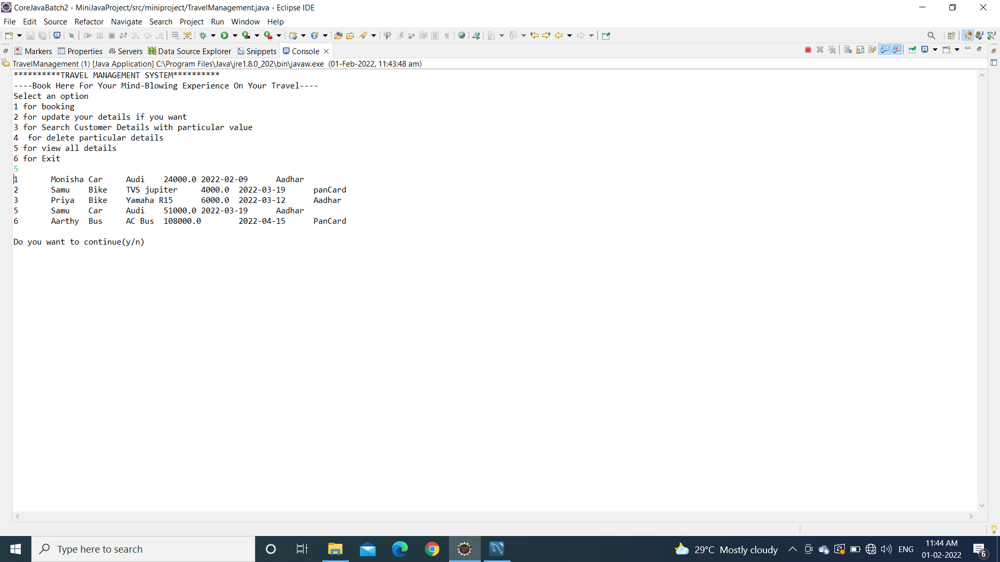 CoreJavaBatch2 - MiniJavaProject/src/miniproject/TravelManagement.java - Eclipse IDE
File Edit Source Refactor Navigate Search Project Run Window Help
Markers Properties Servers Data Source Explorer Snippets Console
TravelManagement (1) [Java Application] C:\Program Files\Java\jre1.8.0_202\bin\javaw.exe (01-Feb-2022, 11:43:48 am)
**********TRAVEL MANAGEMENT SYSTEM**********
----Book Here For Your Mind-Blowing Experience On Your Travel----
Select an option
1 for booking
2 for update your details if you want
3 for Search Customer Details with particular value
4  for delete particular details
5 for view all details
6 for Exit
5
1 Monisha Car Audi 24000.0 2022-02-09 Aadhar
2 Samu Bike TVS jupiter 4000.0 2022-03-19 panCard
3 Priya Bike Yamaha R15 6000.0 2022-03-12 Aadhar
5 Samu Car Audi 51000.0 2022-03-19 Aadhar
6 Aarthy Bus AC Bus 108000.0 2022-04-15 PanCard
Do you want to continue(y/n)
Type here to search
29°C Mostly cloudy
ENG
11:44 AM
01-02-2022
6